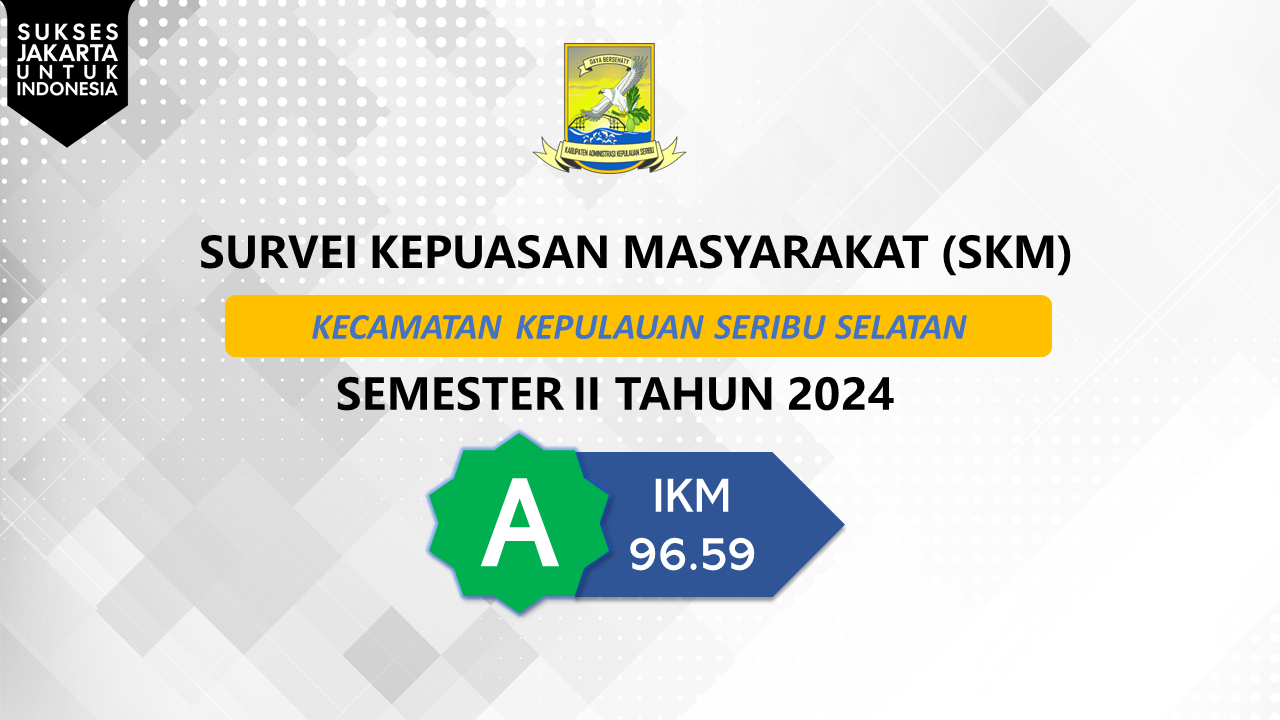 SUKSES
JAKARTA
UNTUK
INDONESIA
DAYA BERSEHATY
KABUPATEN ADMINISTRASI KEPULAUAN SERIBU
SURVEI KEPUASAN MASYARAKAT (SKM)
KECAMATAN KEPULAUAN SERIBU SELATAN
SEMESTER II TAHUN 2024
A
IKM
96.59